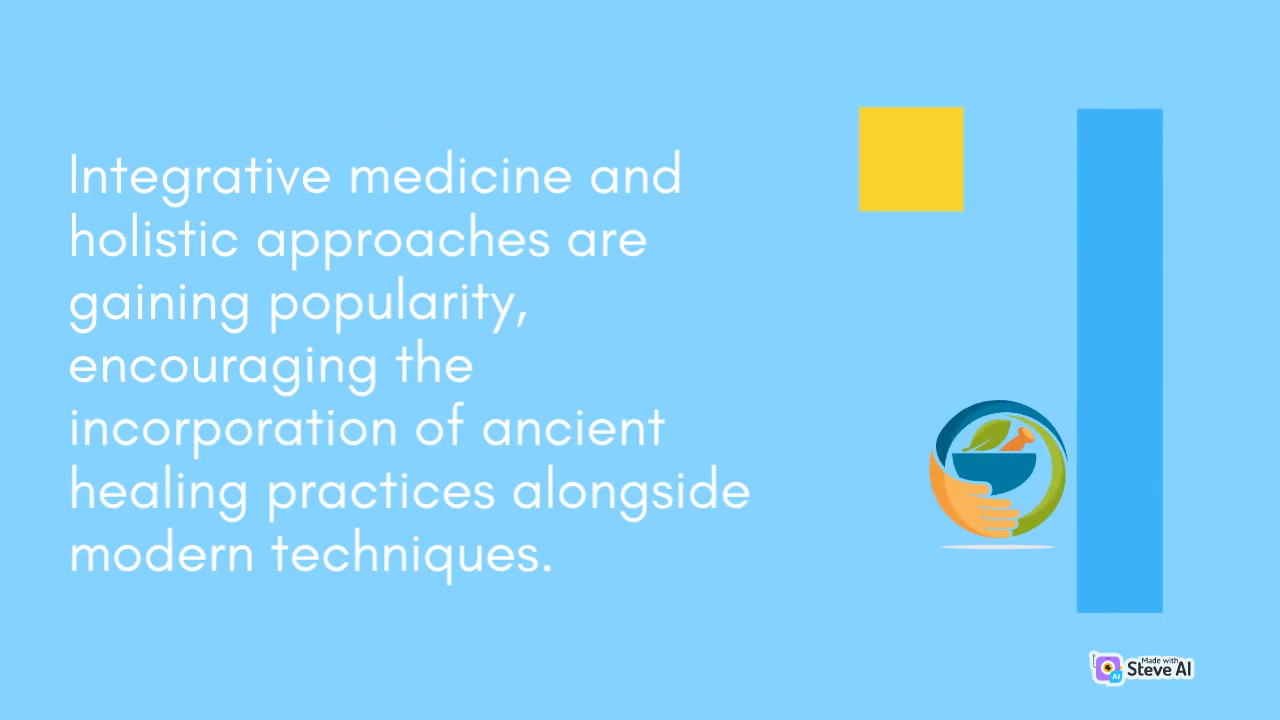 Integrative medicine and
holistic approaches are
gaining popularity,
encouraging the
incorporation of ancient
healing practices alongside
modern techniques.
Made with
Steve AI
AI